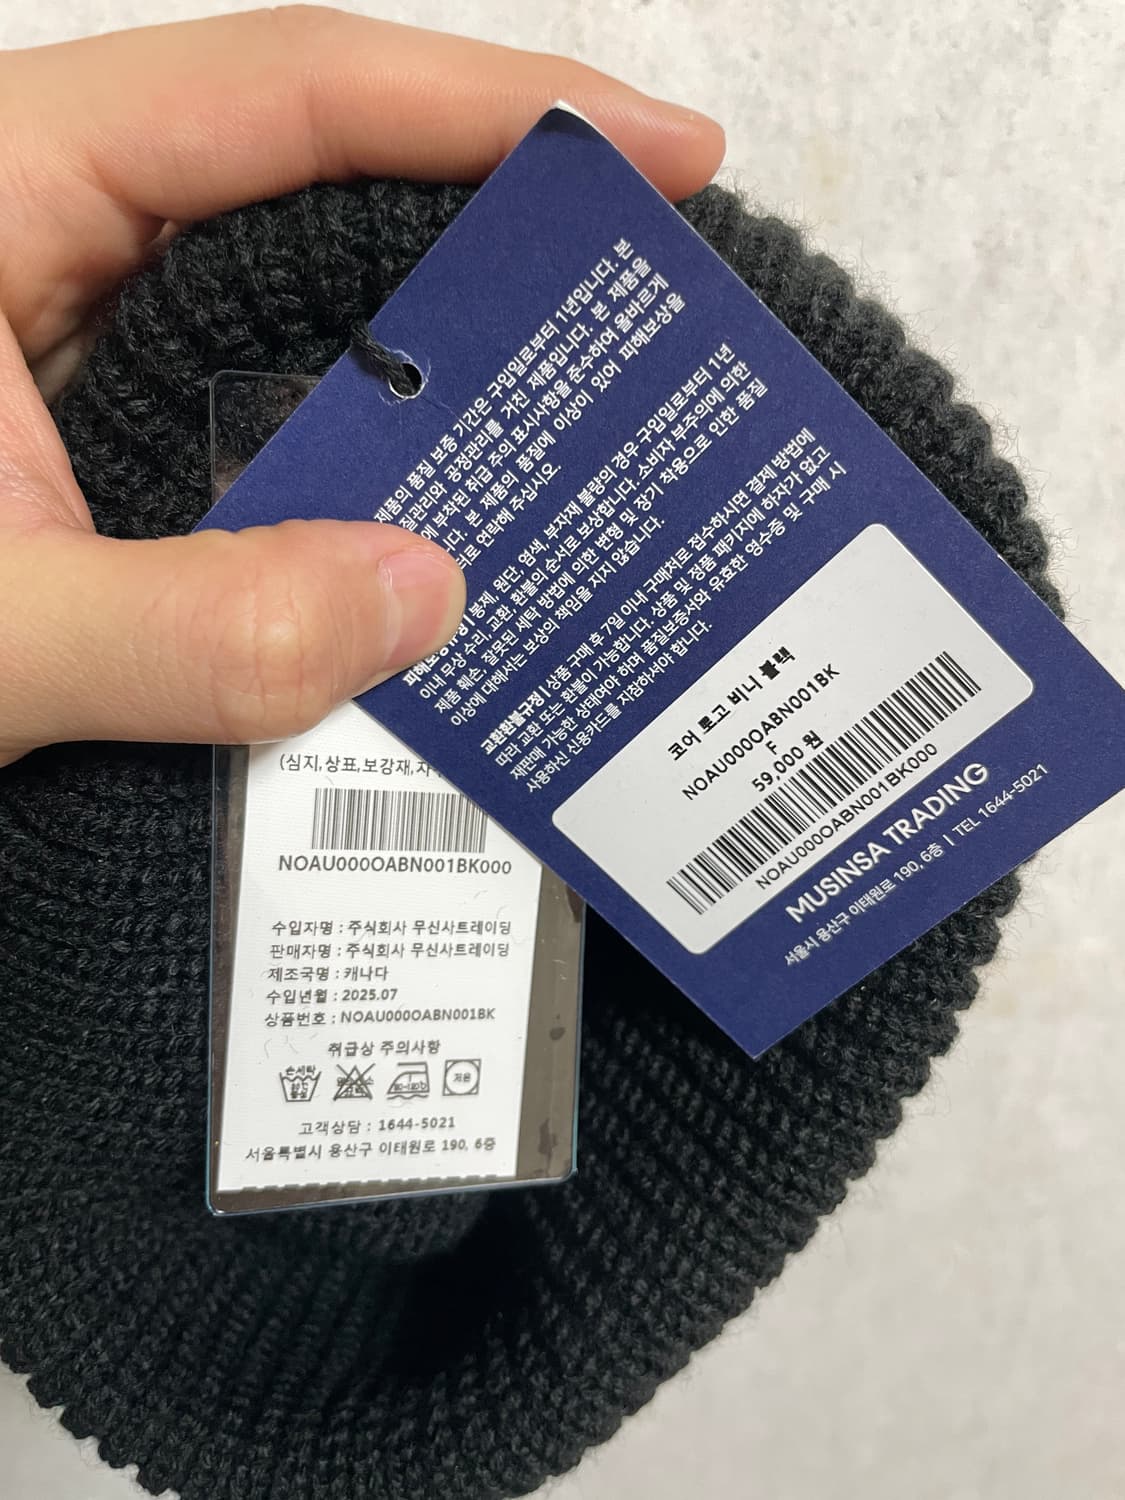 제품의 품질 보증 기간은 구입일로부터 1년입니다. 본
질관리와 공정관리를 거친 제품입니다. 본 제품을
에 부착된 취급 주의 표시사항을 준수하여 올바르게
다. 본 제품의 품질에 이상이 있어 피해보상을
로 연락해 주십시오.
피해보상규정 | 봉제, 원단, 염색, 부자재 불량의 경우 구입일로부터 1년
이내 무상 수리, 교환, 환불의 순서로 보상합니다. 소비자 부주의에 의한
제품 훼손, 잘못된 세탁 방법에 의한 변형 및 장기 착용으로 인한 품질
이상에 대해서는 보상의 책임을 지지 않습니다.
교환환불규정 | 상품 구매 후 7일 이내 구매처로 접수하시면 결제 방법에
따라 교환 또는 환불이 가능합니다. 상품 및 정품 패키지에 하자가 없고
재판매 가능한 상태여야 하며 품질보증서와 유효한 영수증 및 구매 시
사용하신 신용카드를 지참하셔야 합니다.
코어 로고 비니 블랙
NOAU000OABN001BK
F
59,000 원
NOAU000OABN001BK000
MUSINSA TRADING
서울시 용산구 이태원로 190, 6층 | TEL 1644-5021
(심지,상표,보강재,자
NOAU000OABN001BK000
수입자명 : 주식회사 무신사트레이딩
판매자명 : 주식회사 무신사트레이딩
제조국명 : 캐나다
수입년월 : 2025.07
상품번호 : NOAU000OABN001BK
취급상 주의사항
손세탁
저온
고객상담 : 1644-5021
서울특별시 용산구 이태원로 190, 6층